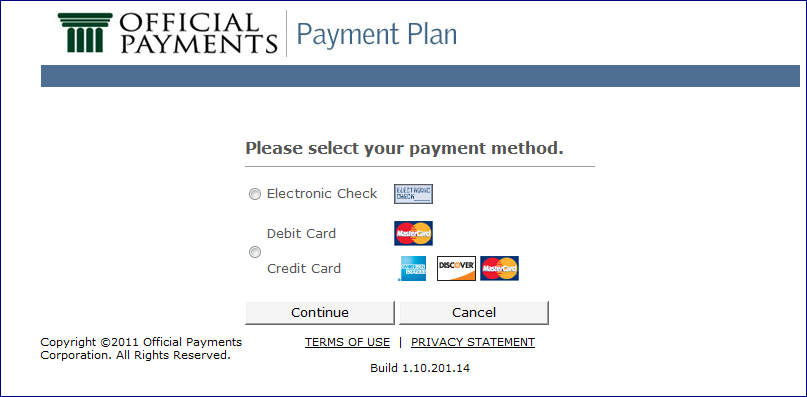 OFFICIAL
PAYMENTS
Payment Plan
Please select your payment method.
Electronic Check
ELECTRONIC
CHECK
Debit Card
MasterCard
Credit Card
AMERICAN
EXPRESS
DISCOVER
MasterCard
Continue
Cancel
Copyright ©2011 Official Payments
Corporation. All Rights Reserved.
TERMS OF USE | PRIVACY STATEMENT
Build 1.10.201.14